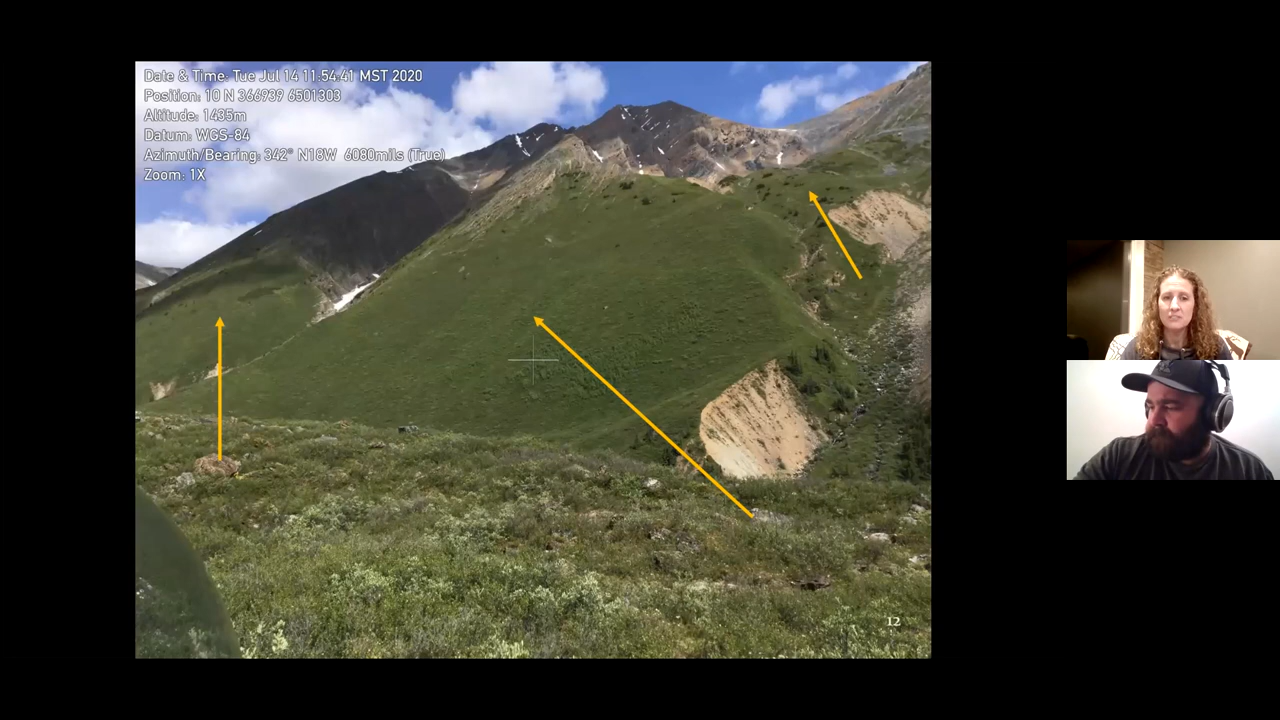 Date & Time: Tue Jul 14 11:54:41 MST 2020
Position: 10 N 366939 6501303
Altitude: 1435m
Datum: WGS-84
Azimuth/Bearing: 342° N18W 6080mils (True)
Zoom: 1X
12